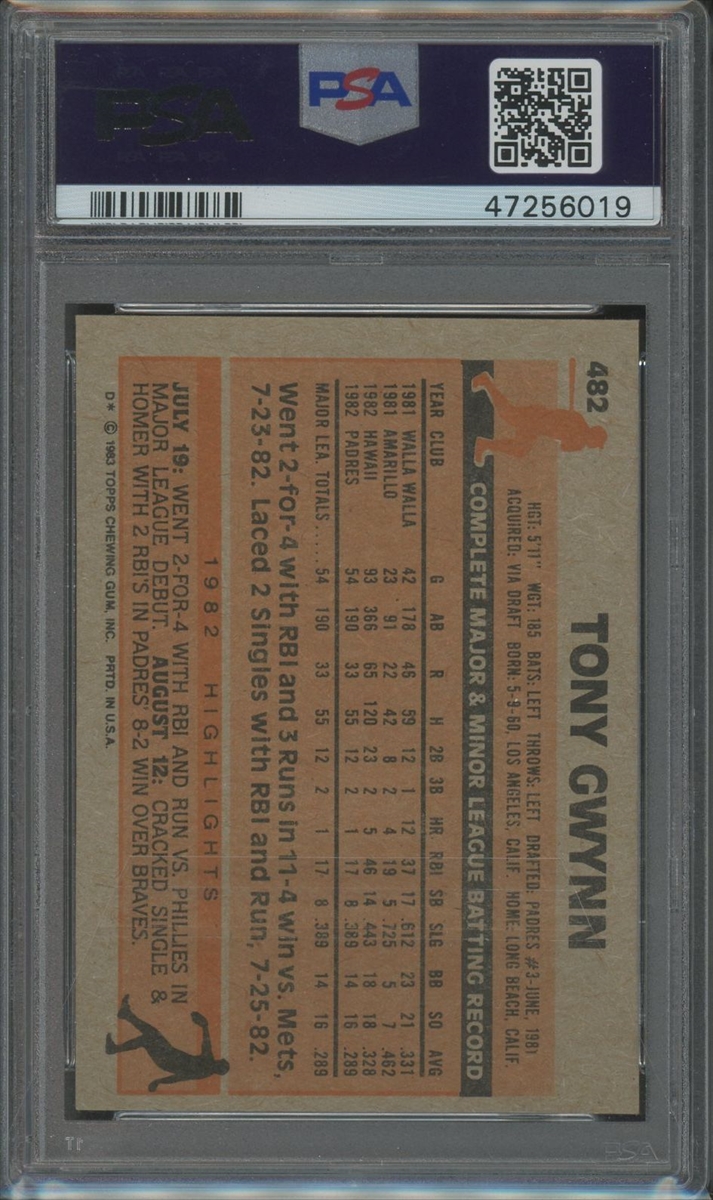 PSA
PSA
47256019
482
TONY GWYNN
HGT: 5'11" WGT: 185 BATS: LEFT THROWS: LEFT DRAFTED: PADRES #3-JUNE, 1981
ACQUIRED: VIA DRAFT BORN: 5-9-60, LOS ANGELES, CALIF. HOME: LONG BEACH, CALIF
COMPLETE MAJOR & MINOR LEAGUE BATTING RECORD
YEAR CLUB G AB R H 2B 3B HR RBI SB SLG BB SO AVG
1981 WALLA WALLA 42 178 46 59 12 1 12 37 17 .612 23 21 .331
1981 AMARILLO 23 91 22 42 8 2 4 19 5 .725 5 7 .462
1982 HAWAII 93 366 65 120 23 2 5 46 14 .443 18 18 .328
1982 PADRES 54 190 33 55 12 2 1 17 8 .389 14 16 .289
MAJOR LEA. TOTALS ..... 54 190 33 55 12 2 1 17 8 .389 14 16 .289
Went 2-for-4 with RBI and 3 Runs in 11-4 win vs. Mets,
7-23-82. Laced 2 Singles with RBI and Run, 7-25-82.
1982 HIGHLIGHTS
JULY 19: WENT 2-FOR-4 WITH RBI AND RUN VS. PHILLIES IN
MAJOR LEAGUE DEBUT. AUGUST 12: CRACKED SINGLE &
HOMER WITH 2 RBI'S IN PADRES' 8-2 WIN OVER BRAVES.
D* © 1983 TOPPS CHEWING GUM, INC. PRTD. IN U.S.A.
PSA